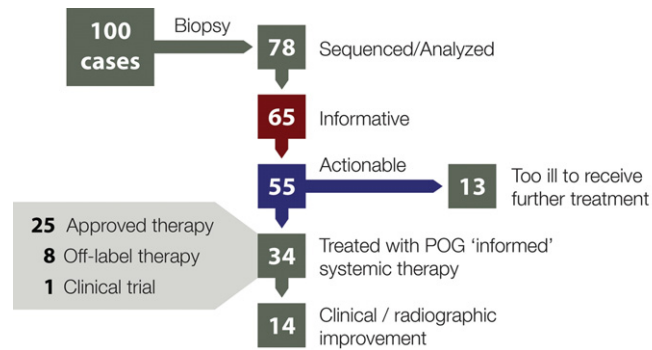 100
cases
Biopsy
78
Sequenced/Analyzed
65
Informative
55
Actionable
13
Too ill to receive
further treatment
25 Approved therapy
8 Off-label therapy
1 Clinical trial
34
Treated with POG ‘informed’
systemic therapy
14
Clinical / radiographic
improvement